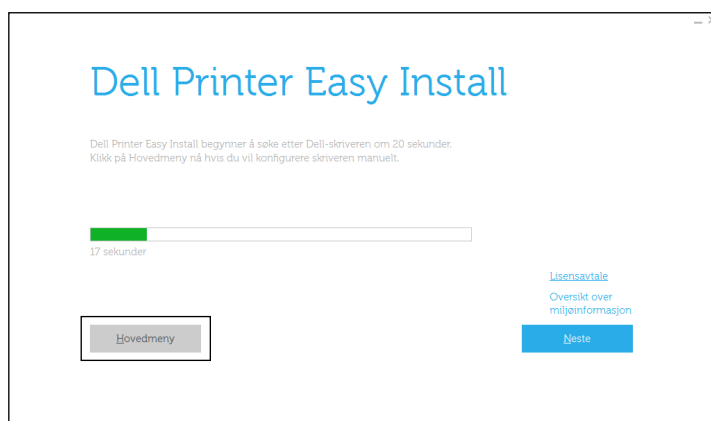 Dell Printer Easy Install
Dell Printer Easy Install begynner å søke etter Dell-skriveren om 20 sekunder.
Klikk på Hovedmeny nå hvis du vil konfigurere skriveren manuelt.
17 sekunder
Lisensavtale
Oversikt over
miljøinformasjon
Hovedmeny
Neste